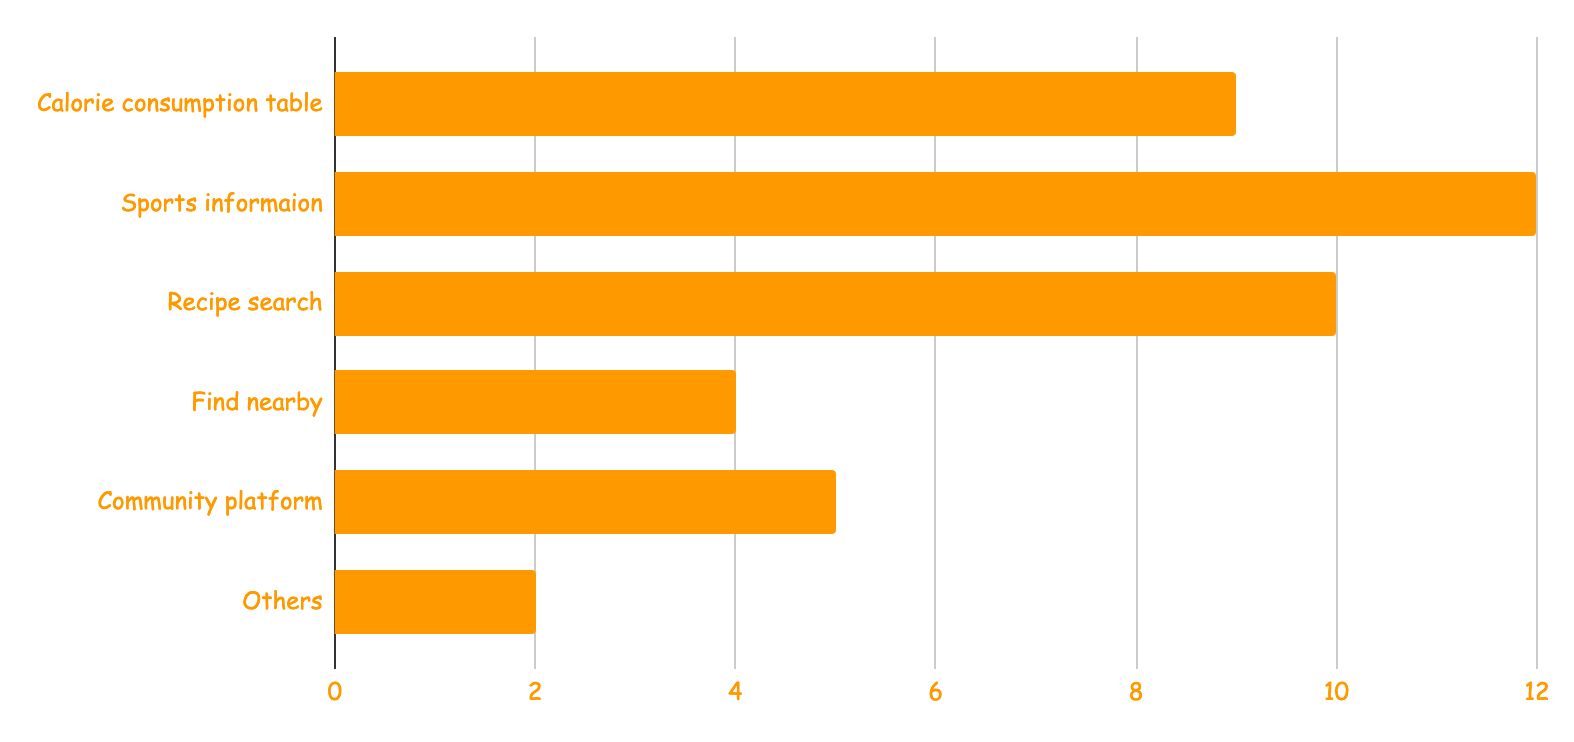 Calorie consumption table
Sports informaion
Recipe search
Find nearby
Community platform
Others
0 2 4 6 8 10 12